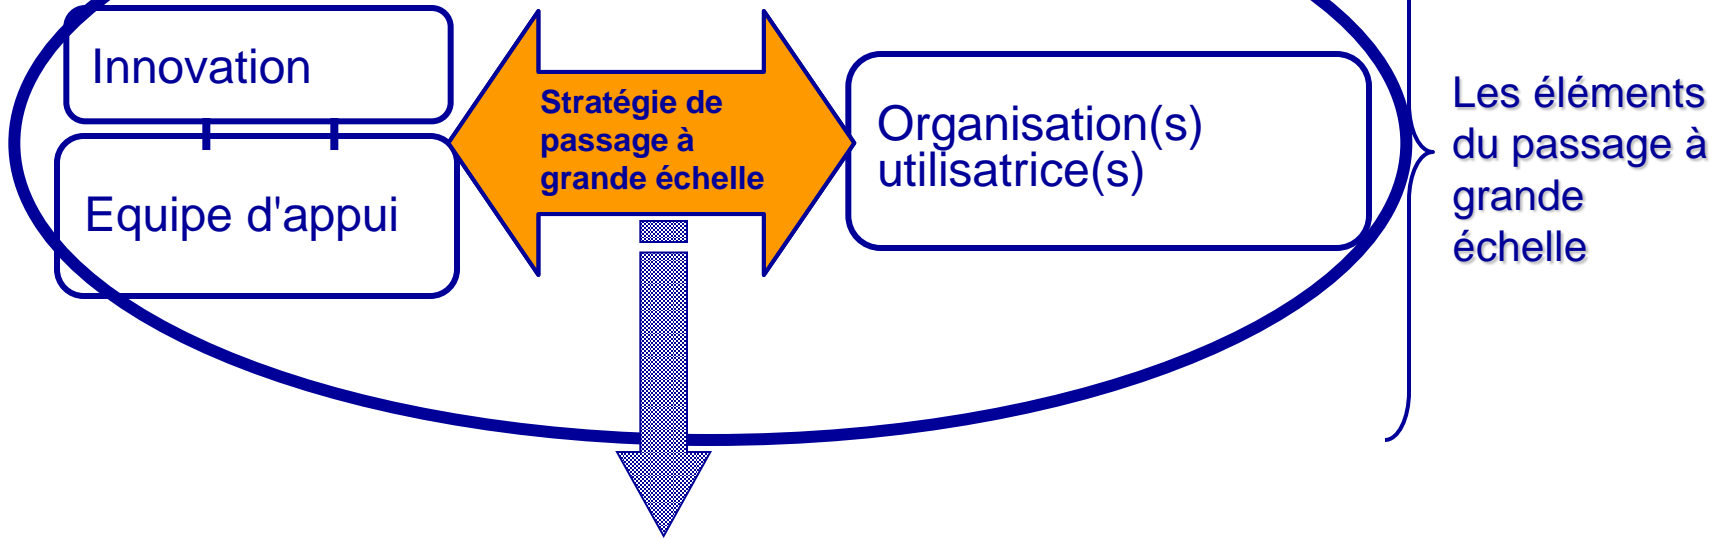 Innovation
Equipe d'appui
Stratégie de
passage à
grande échelle
Organisation(s)
utilisatrice(s)
Les éléments
du passage à
grande
échelle